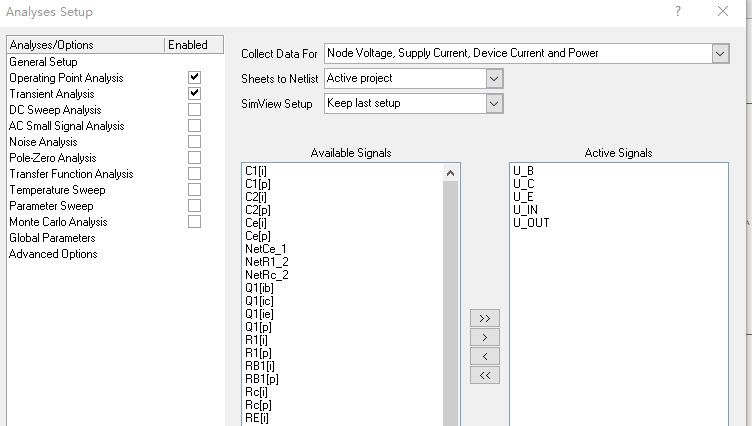 Analyses Setup
Analyses/Options Enabled
General Setup
Operating Point Analysis
Transient Analysis
DC Sweep Analysis
AC Small Signal Analysis
Noise Analysis
Pole-Zero Analysis
Transfer Function Analysis
Temperature Sweep
Parameter Sweep
Monte Carlo Analysis
Global Parameters
Advanced Options
Collect Data For Node Voltage, Supply Current, Device Current and Power
Sheets to Netlist Active project
SimView Setup Keep last setup
Available Signals
C1[i]
C1[p]
C2[i]
C2[p]
Ce[i]
Ce[p]
NetCe_1
NetR1_2
NetRc_2
Q1[ib]
Q1[ic]
Q1[ie]
Q1[p]
R1[i]
R1[p]
RB1[i]
RB1[p]
Rc[i]
Rc[p]
RE[i]
>>
>
<
<<
Active Signals
U_B
U_C
U_E
U_IN
U_OUT